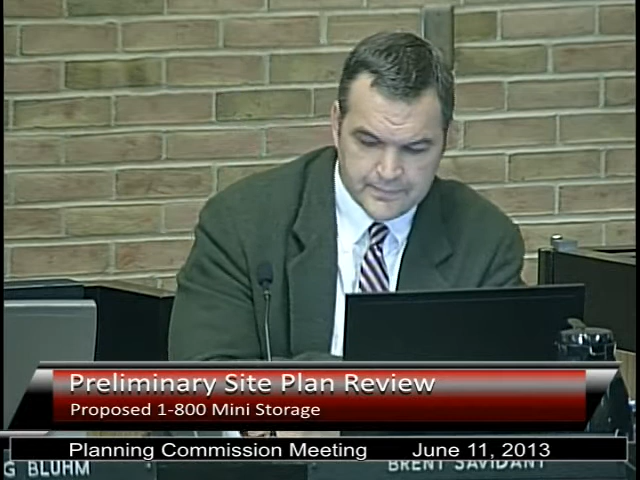 Preliminary Site Plan Review
Proposed 1-800 Mini Storage
Planning Commission Meeting June 11, 2013
G BLUHM BRENT SAVIDANT